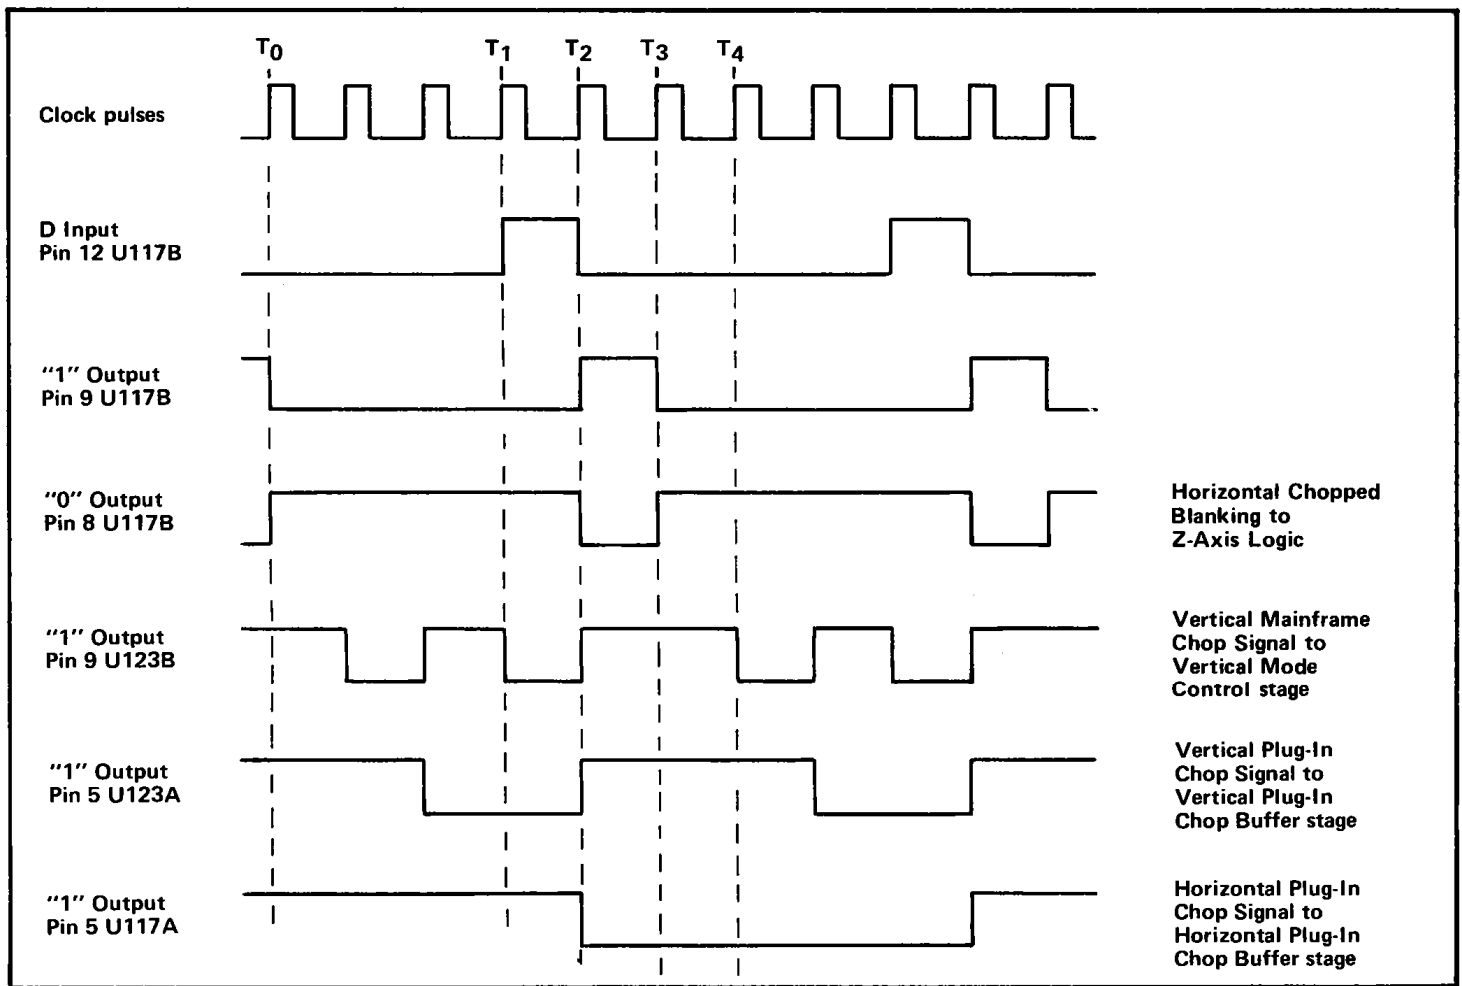 T0 T1 T2 T3 T4
Clock pulses
D Input
Pin 12 U117B
"1" Output
Pin 9 U117B
"0" Output
Pin 8 U117B
Horizontal Chopped
Blanking to
Z-Axis Logic
"1" Output
Pin 9 U123B
Vertical Mainframe
Chop Signal to
Vertical Mode
Control stage
"1" Output
Pin 5 U123A
Vertical Plug-In
Chop Signal to
Vertical Plug-In
Chop Buffer stage
"1" Output
Pin 5 U117A
Horizontal Plug-In
Chop Signal to
Horizontal Plug-In
Chop Buffer stage